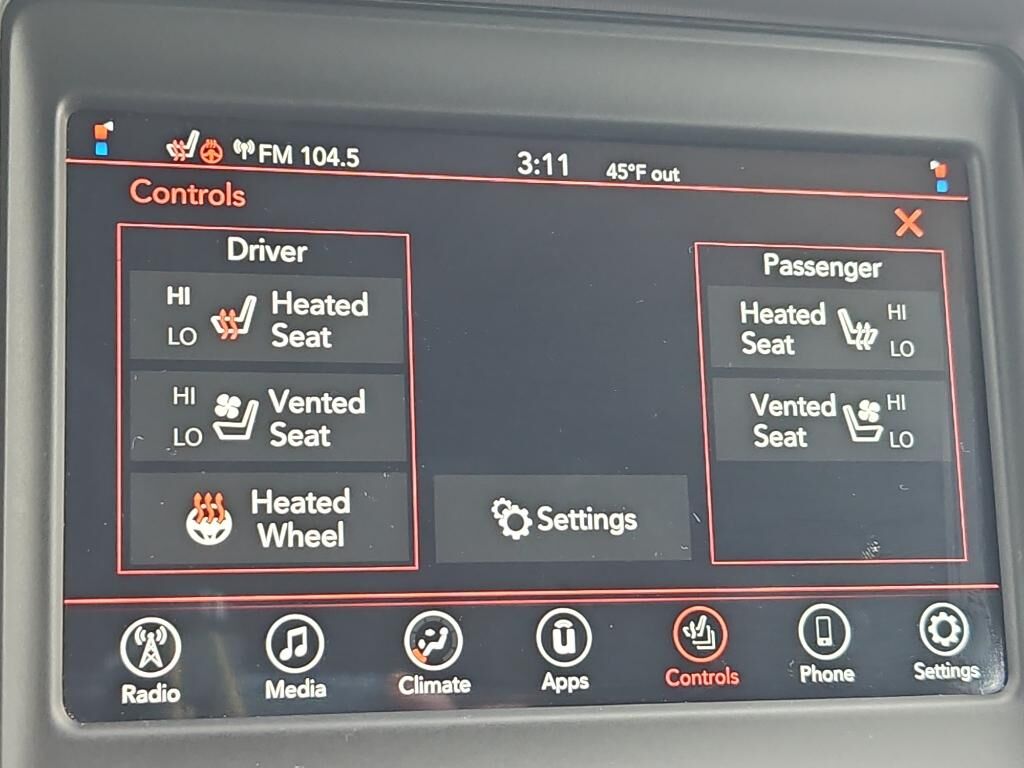 FM 104.5 3:11 45°F out
Controls
Driver
HI
LO
Heated
Seat
HI
LO
Vented
Seat
Heated
Wheel
Settings
Passenger
Heated
Seat
HI
LO
Vented
Seat
HI
LO
Radio Media Climate Apps Controls Phone Settings